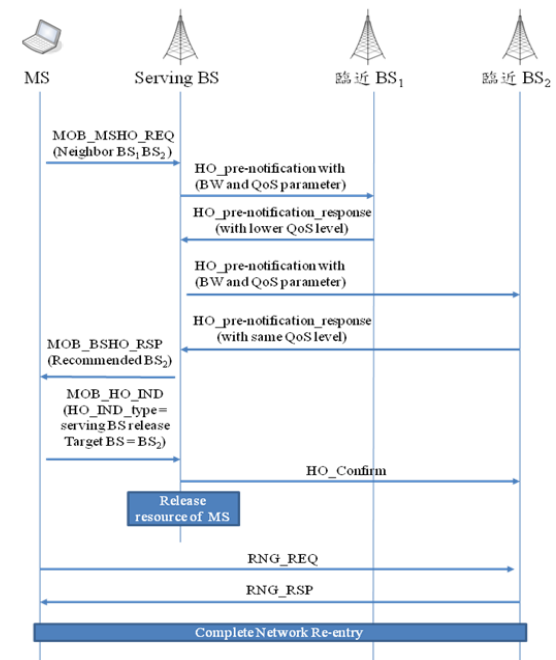 MS
Serving BS
臨近 BS₁
臨近 BS₂
MOB_MSHO_REQ
(Neighbor BS₁ BS₂ )
HO_pre-notification with
(BW and QoS parameter)
HO_pre-notification_response
(with lower QoS level)
HO_pre-notification with
(BW and QoS parameter)
HO_pre-notification_response
(with same QoS level)
MOB_BSHO_RSP
(Recommended BS₂)
MOB_HO_IND
(HO_IND_type =
serving BS release
Target BS = BS₂)
HO_Confirm
Release
resource of MS
RNG_REQ
RNG_RSP
Complete Network Re-entry